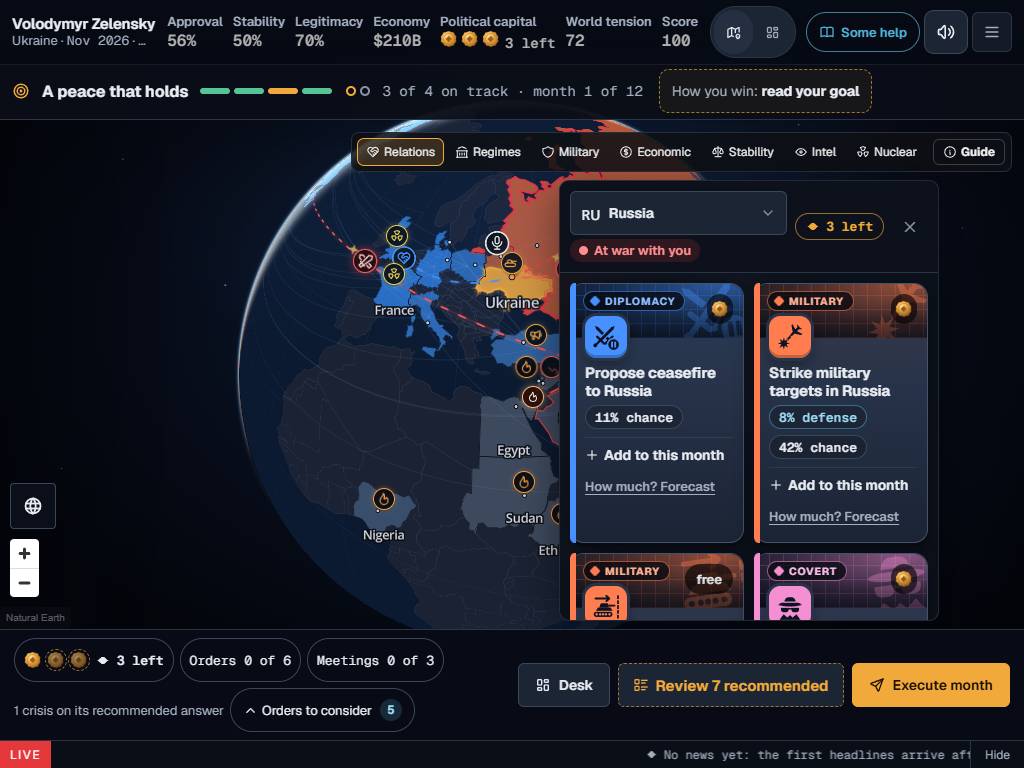 Volodymyr Zelensky
Ukraine · Nov 2026 · …
Approval
56%
Stability
50%
Legitimacy
70%
Economy
$210B
Political capital
3 left
World tension
72
Score
100
Some help
A peace that holds
3 of 4 on track · month 1 of 12
How you win: read your goal
Relations
Regimes
Military
Economic
Stability
Intel
Nuclear
Guide
RU Russia
3 left
At war with you
DIPLOMACY
Propose ceasefire
to Russia
11% chance
+ Add to this month
How much? Forecast
MILITARY
Strike military
targets in Russia
8% defense
42% chance
+ Add to this month
How much? Forecast
MILITARY
free
COVERT
Ukraine
France
Egypt
Sudan
Nigeria
Eth
+
−
Natural Earth
3 left
Orders 0 of 6
Meetings 0 of 3
1 crisis on its recommended answer
Orders to consider 5
Desk
Review 7 recommended
Execute month
LIVE
No news yet: the first headlines arrive aft
Hide